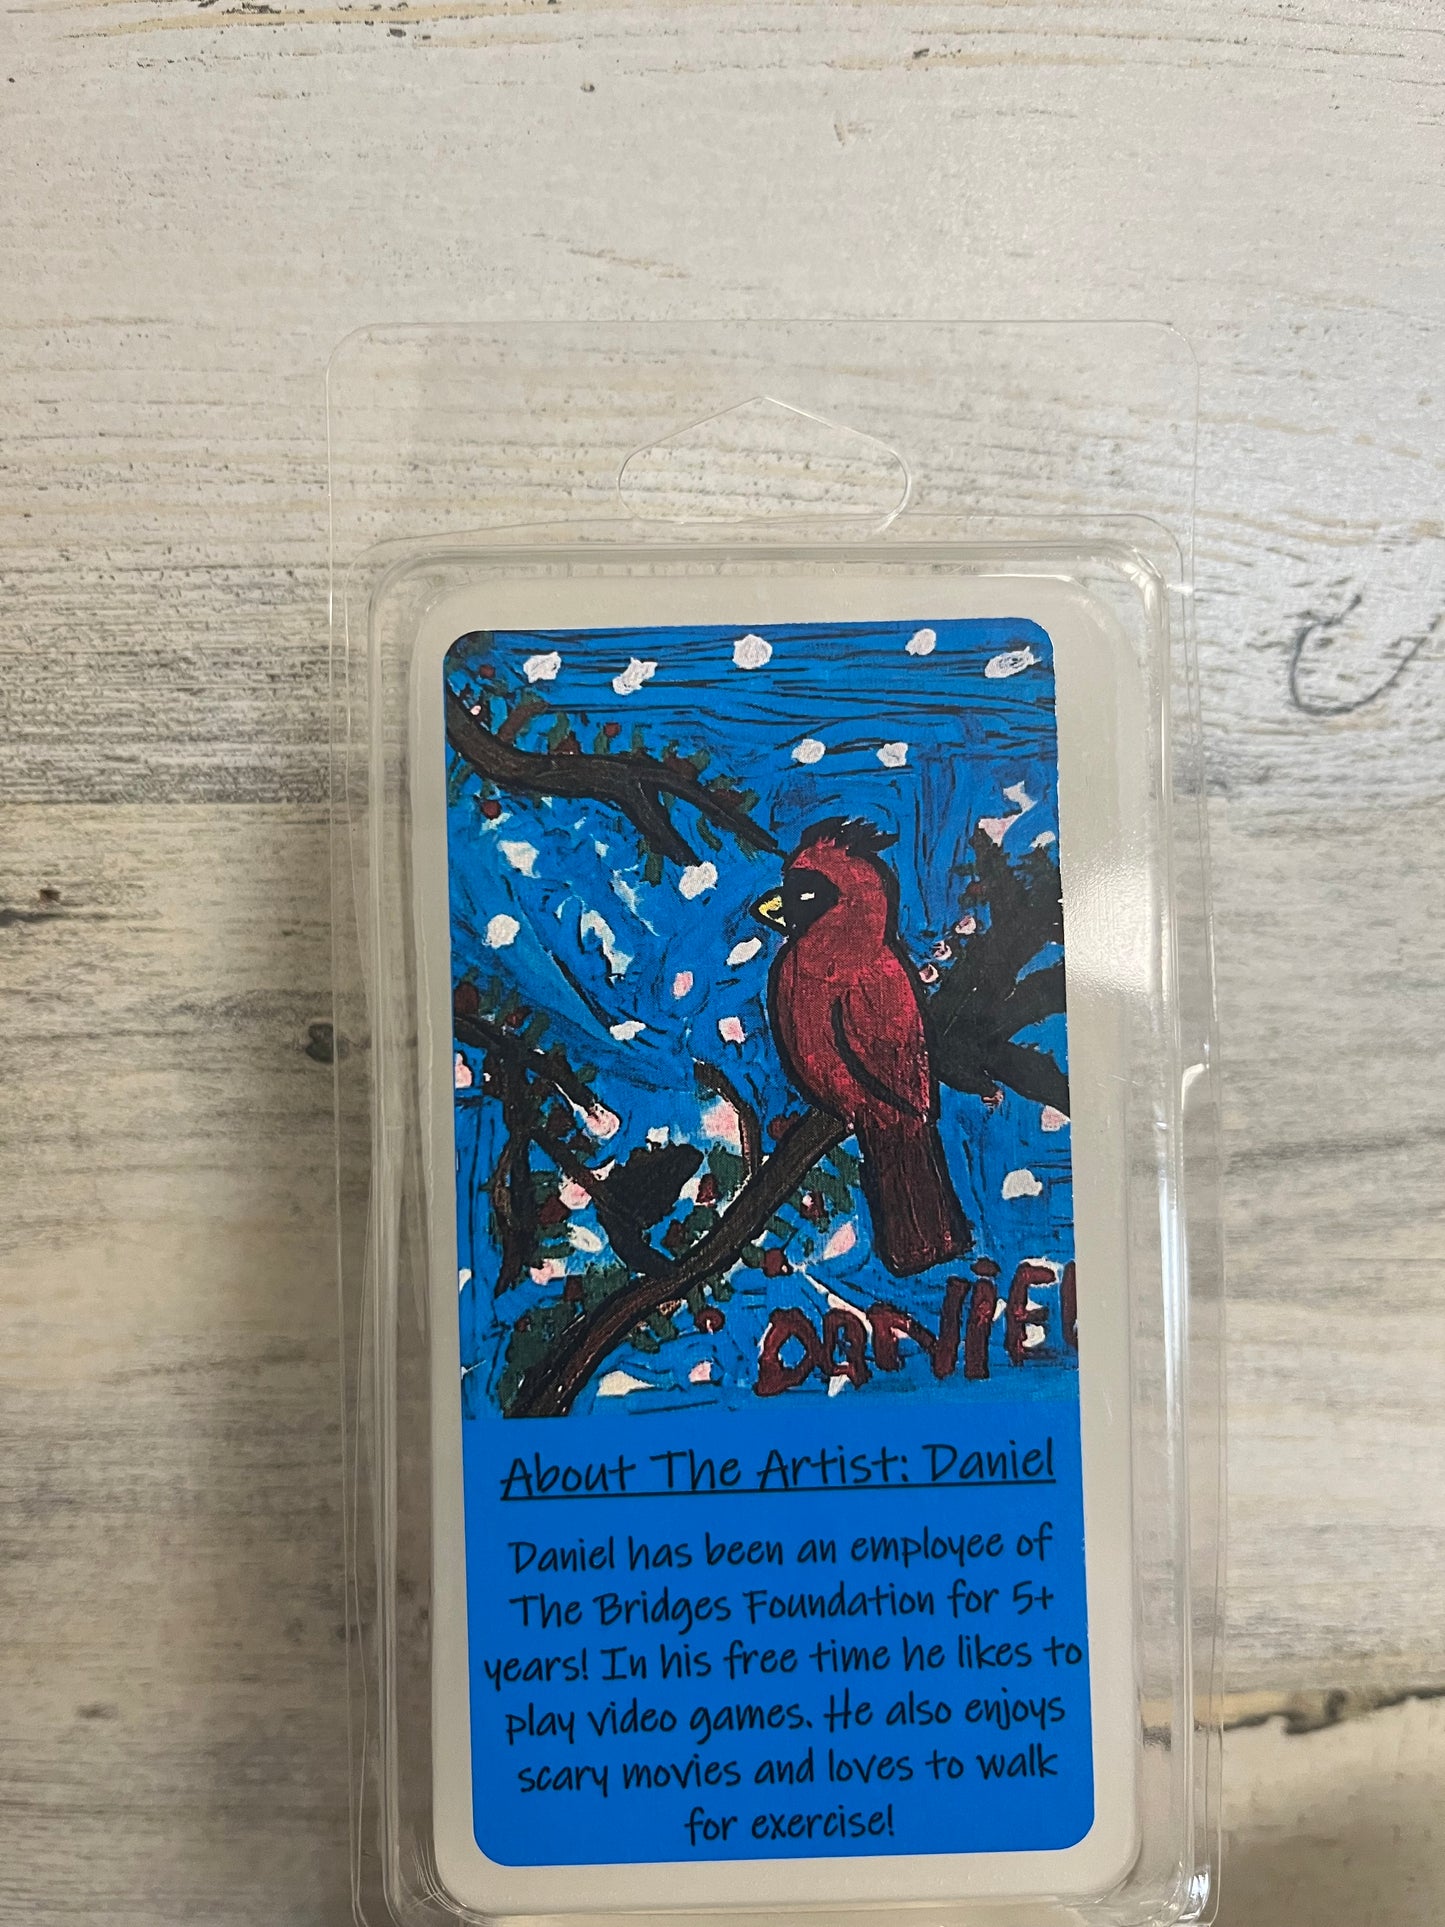 DANIEL
About The Artist: Daniel
Daniel has been an employee of
The Bridges Foundation for 5+
years! In his free time he likes to
play video games. He also enjoys
scary movies and loves to walk
for exercise!